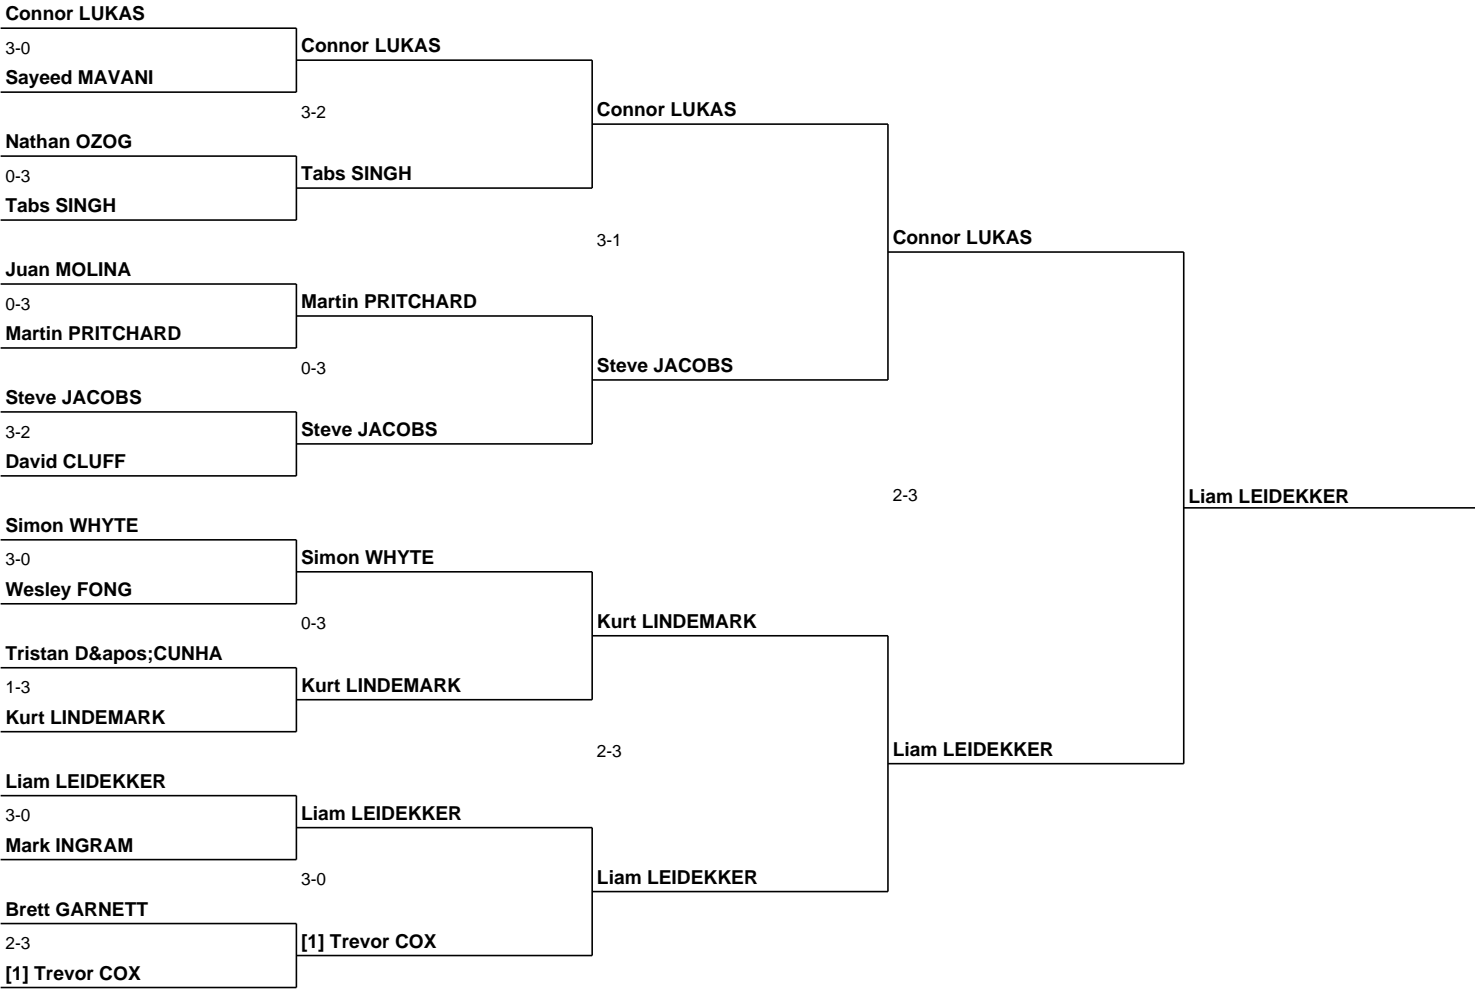 Connor LUKAS
3-0
Sayeed MAVANI
Nathan OZOG
0-3
Tabs SINGH
Juan MOLINA
0-3
Martin PRITCHARD
Steve JACOBS
3-2
David CLUFF
Simon WHYTE
3-0
Wesley FONG
Tristan D&apos;CUNHA
1-3
Kurt LINDEMARK
Liam LEIDEKKER
3-0
Mark INGRAM
Brett GARNETT
2-3
[1] Trevor COX
Connor LUKAS
3-2
Tabs SINGH
Martin PRITCHARD
0-3
Steve JACOBS
Simon WHYTE
0-3
Kurt LINDEMARK
Liam LEIDEKKER
3-0
[1] Trevor COX
Connor LUKAS
3-1
Steve JACOBS
Kurt LINDEMARK
2-3
Liam LEIDEKKER
Connor LUKAS
2-3
Liam LEIDEKKER
Liam LEIDEKKER